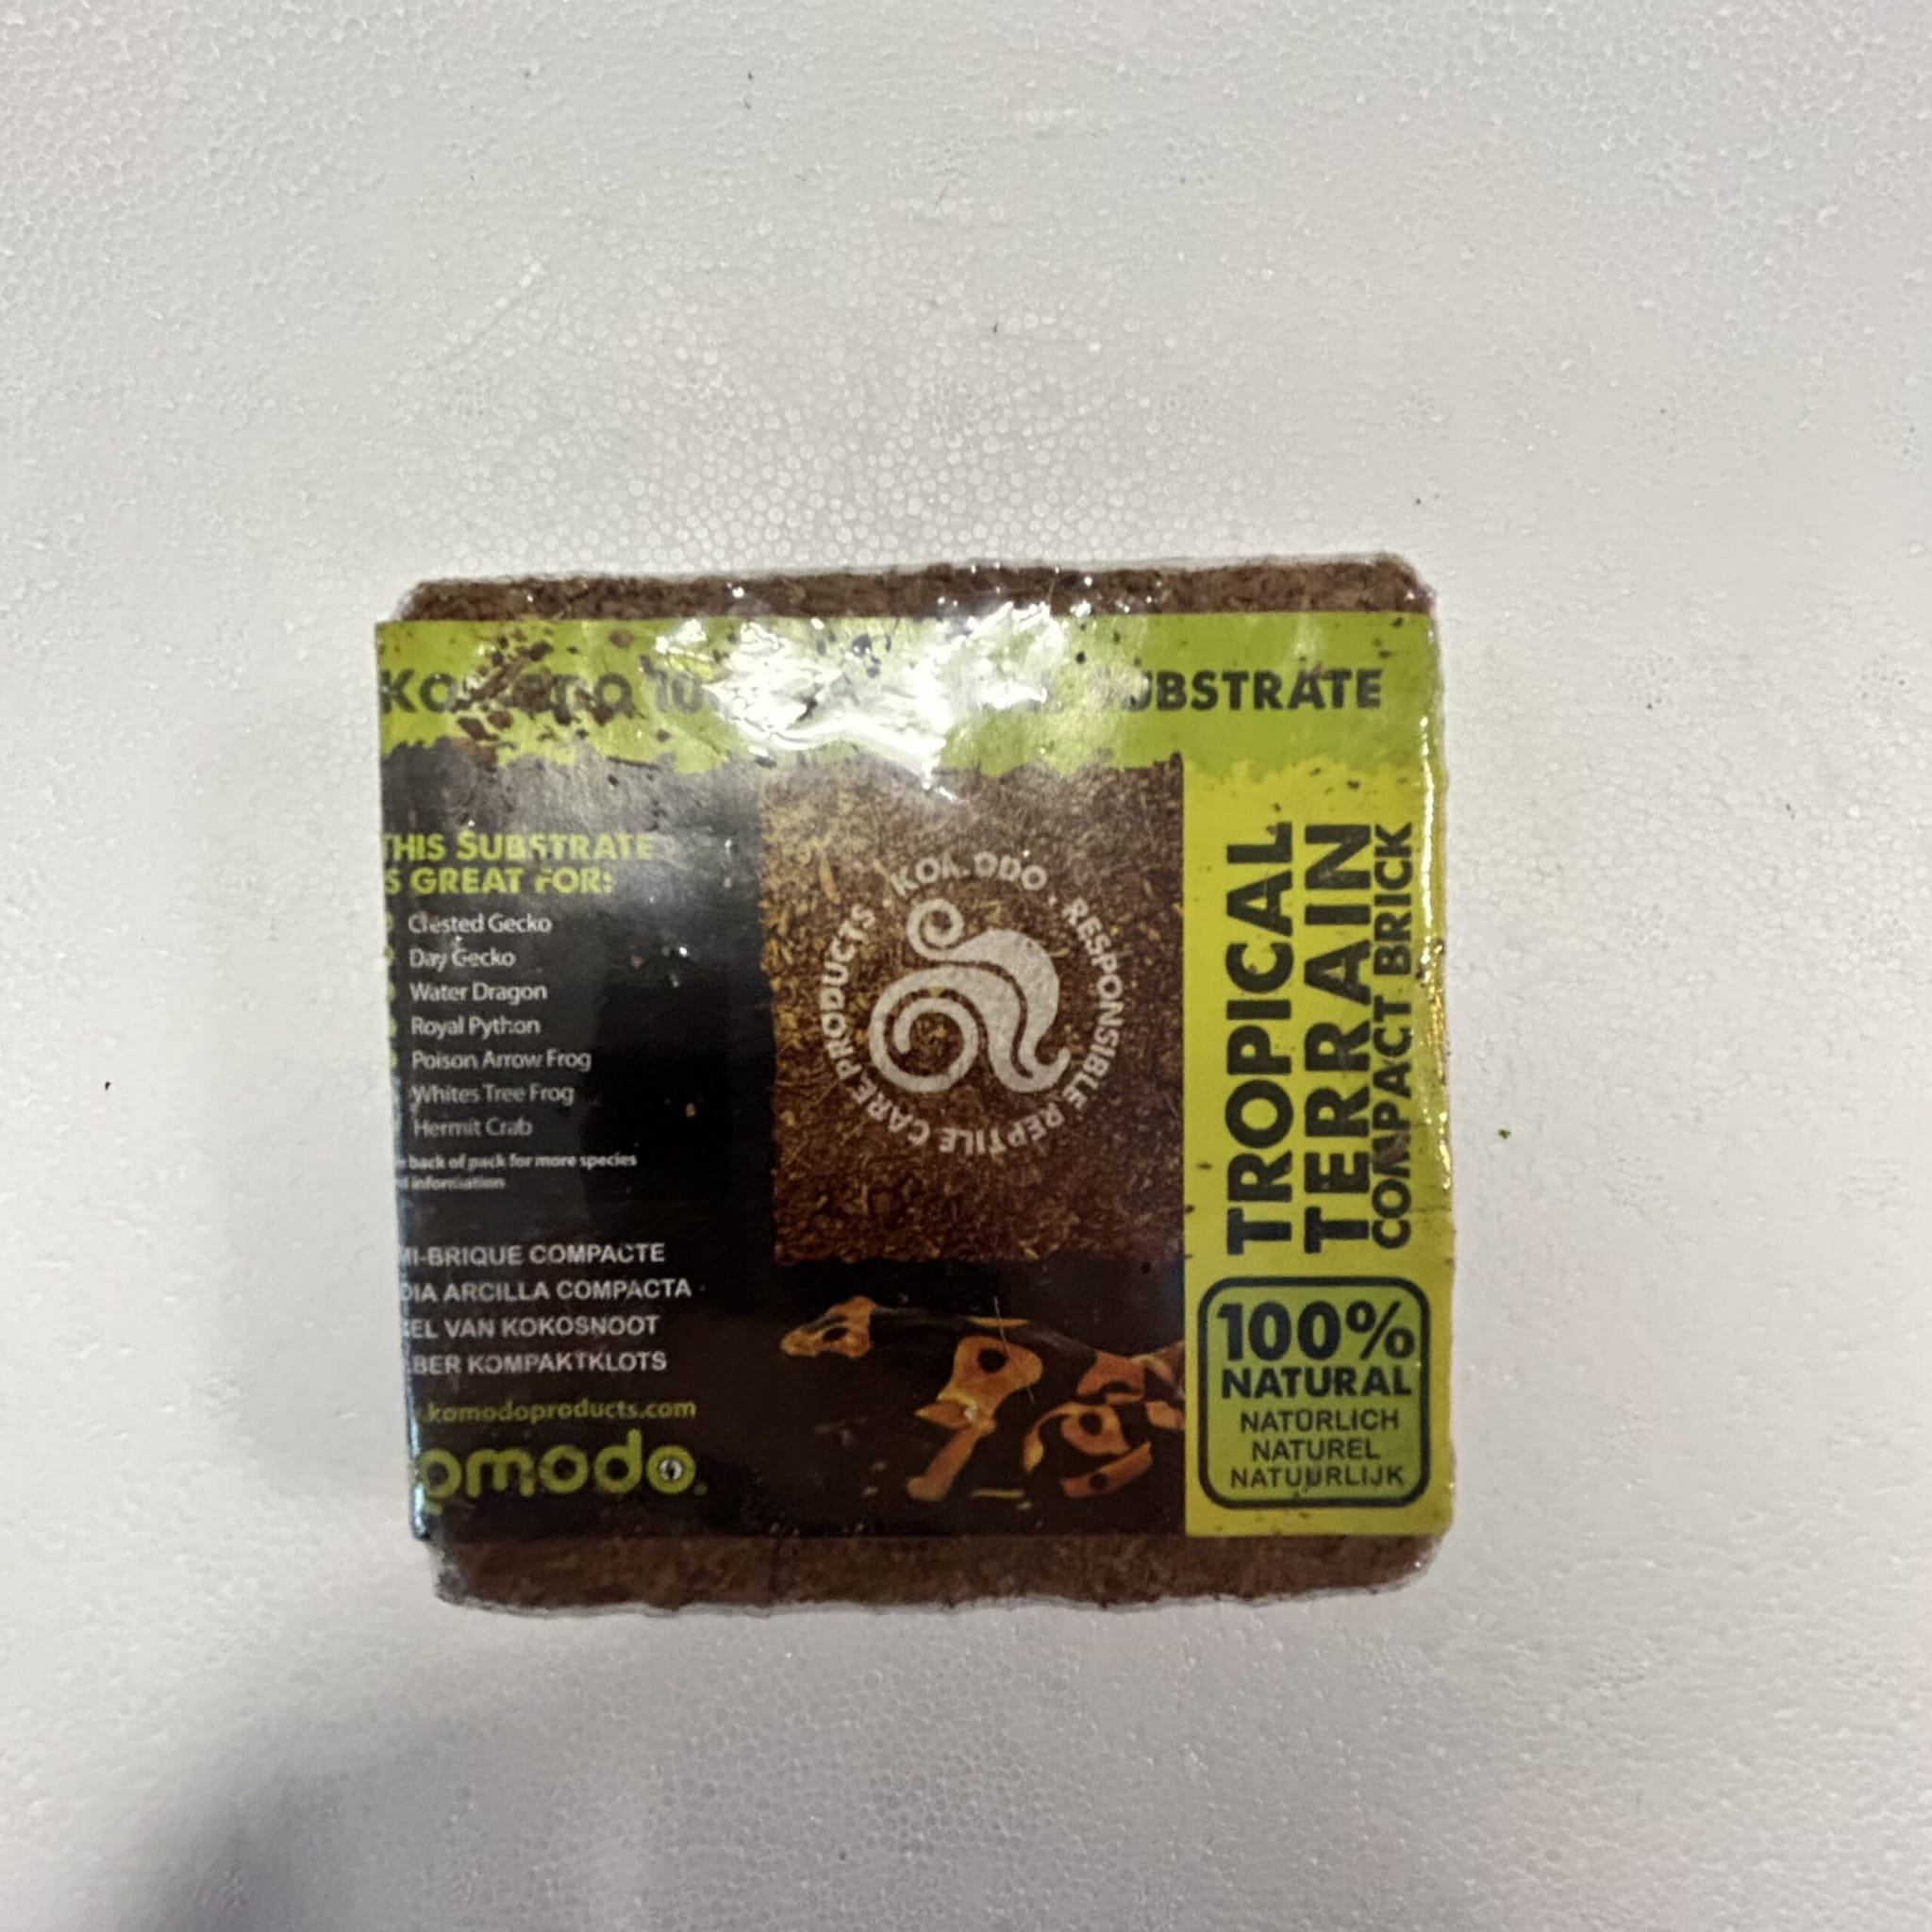 KOMODO SUBSTRATE
THIS SUBSTRATE
S GREAT FOR:
Crested Gecko
Day Gecko
Water Dragon
Royal Python
Poison Arrow Frog
Whites Tree Frog
Hermit Crab
back of pack for more species
information
MI-BRIQUE COMPACTE
DIA ARCILLA COMPACTA
EL VAN KOKOSNOOT
BER KOMPAKTKLOTS
.komodoproducts.com
omodo
KOMODO . RESPONSIBLE REPTILE CARE PRODUCTS .
TROPICAL
TERRAIN
COMPACT BRICK
100%
NATURAL
NATÜRLICH
NATUREL
NATUURLIJK